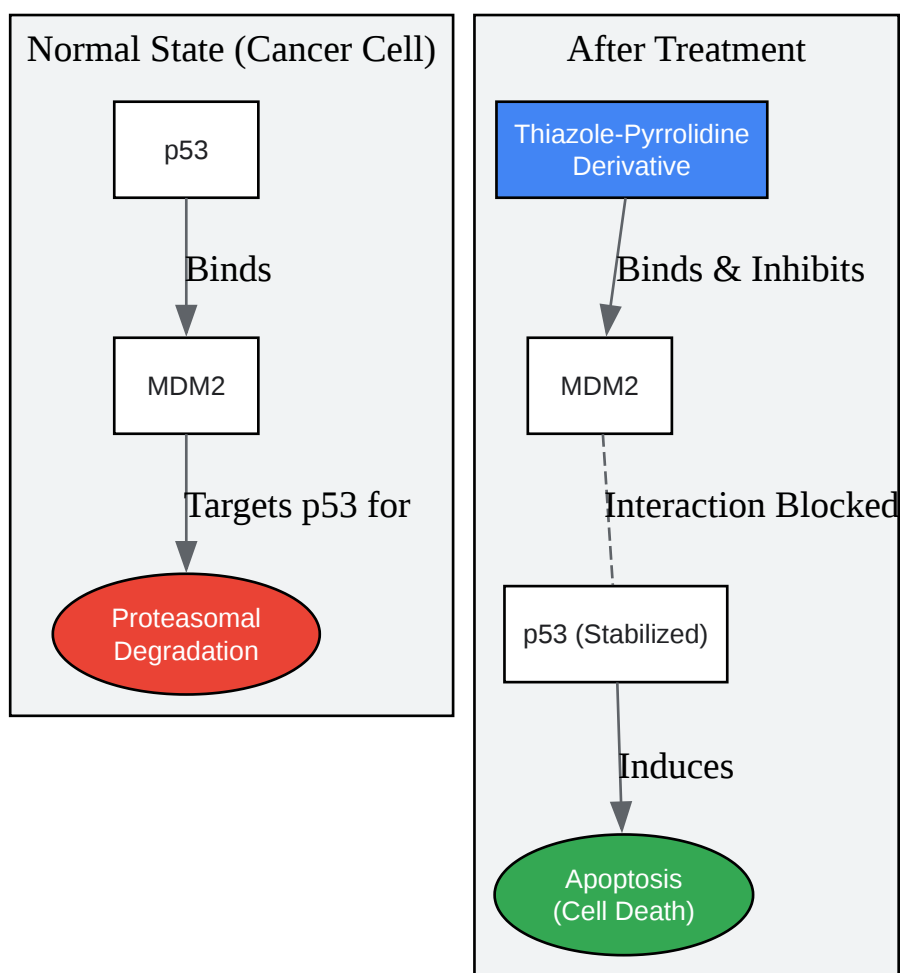 Normal State (Cancer Cell)
p53
Binds
MDM2
Targets p53 for
Proteasomal
Degradation
After Treatment
Thiazole-Pyrrolidine
Derivative
Binds & Inhibits
MDM2
Interaction Blocked
p53 (Stabilized)
Induces
Apoptosis
(Cell Death)